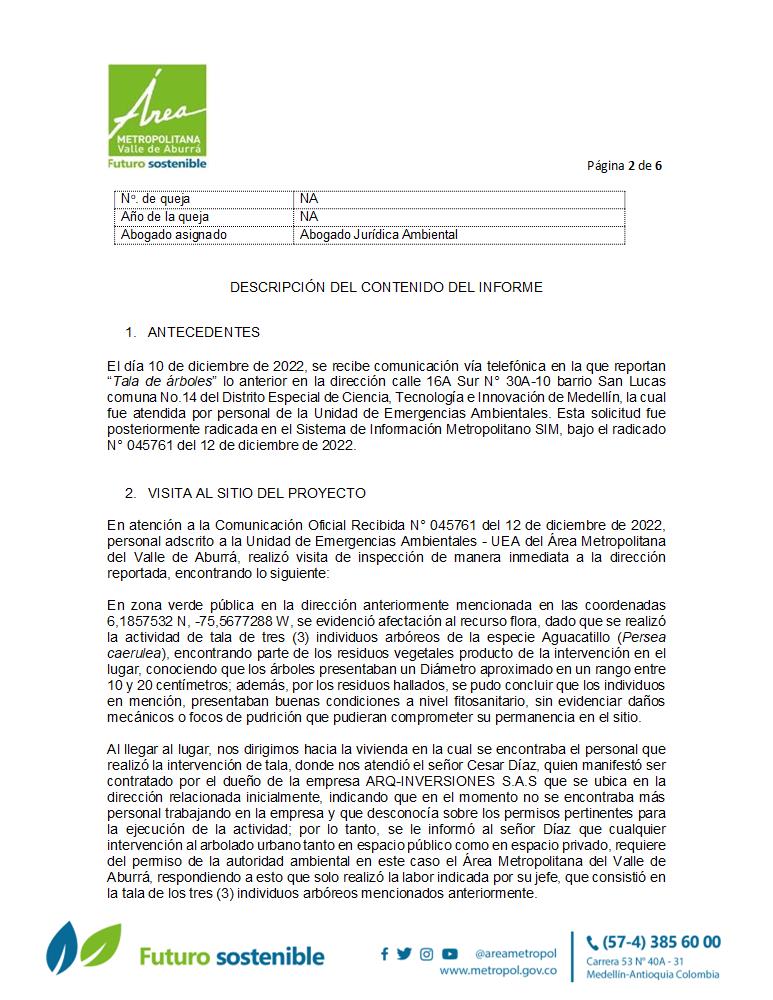 Área
METROPOLITANA
Valle de Aburrá
Futuro sostenible
Página 2 de 6
No. de queja NA
Año de la queja NA
Abogado asignado Abogado Jurídica Ambiental
DESCRIPCIÓN DEL CONTENIDO DEL INFORME
1. ANTECEDENTES
El día 10 de diciembre de 2022, se recibe comunicación vía telefónica en la que reportan
“Tala de árboles” lo anterior en la dirección calle 16A Sur N° 30A-10 barrio San Lucas
comuna No.14 del Distrito Especial de Ciencia, Tecnología e Innovación de Medellín, la cual
fue atendida por personal de la Unidad de Emergencias Ambientales. Esta solicitud fue
posteriormente radicada en el Sistema de Información Metropolitano SIM, bajo el radicado
N° 045761 del 12 de diciembre de 2022.
2. VISITA AL SITIO DEL PROYECTO
En atención a la Comunicación Oficial Recibida N° 045761 del 12 de diciembre de 2022,
personal adscrito a la Unidad de Emergencias Ambientales - UEA del Área Metropolitana
del Valle de Aburrá, realizó visita de inspección de manera inmediata a la dirección
reportada, encontrando lo siguiente:
En zona verde pública en la dirección anteriormente mencionada en las coordenadas
6,1857532 N, -75,5677288 W, se evidenció afectación al recurso flora, dado que se realizó
la actividad de tala de tres (3) individuos arbóreos de la especie Aguacatillo (Persea
caerulea), encontrando parte de los residuos vegetales producto de la intervención en el
lugar, conociendo que los árboles presentaban un Diámetro aproximado en un rango entre
10 y 20 centímetros; además, por los residuos hallados, se pudo concluir que los individuos
en mención, presentaban buenas condiciones a nivel fitosanitario, sin evidenciar daños
mecánicos o focos de pudrición que pudieran comprometer su permanencia en el sitio.
Al llegar al lugar, nos dirigimos hacia la vivienda en la cual se encontraba el personal que
realizó la intervención de tala, donde nos atendió el señor Cesar Díaz, quien manifestó ser
contratado por el dueño de la empresa ARQ-INVERSIONES S.A.S que se ubica en la
dirección relacionada inicialmente, indicando que en el momento no se encontraba más
personal trabajando en la empresa y que desconocía sobre los permisos pertinentes para
la ejecución de la actividad; por lo tanto, se le informó al señor Díaz que cualquier
intervención al arbolado urbano tanto en espacio público como en espacio privado, requiere
del permiso de la autoridad ambiental en este caso el Área Metropolitana del Valle de
Aburrá, respondiendo a esto que solo realizó la labor indicada por su jefe, que consistió en
la tala de los tres (3) individuos arbóreos mencionados anteriormente.
Futuro sostenible
@areametropol
www.metropol.gov.co
(57-4) 385 60 00
Carrera 53 N° 40A - 31
Medellín-Antioquia Colombia